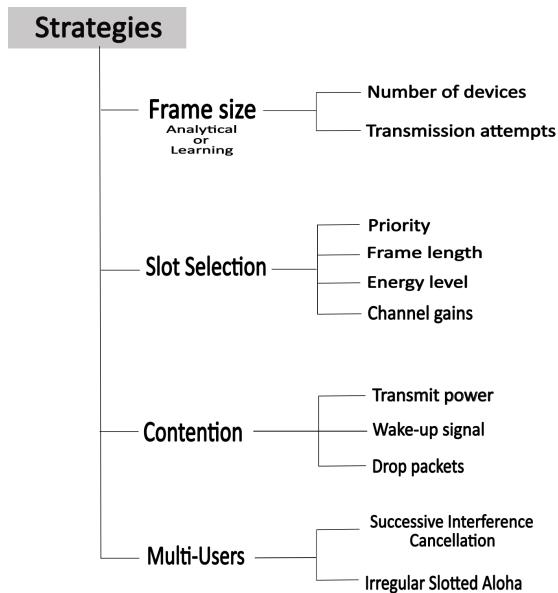 Strategies
Frame size
Analytical
or
Learning
Number of devices
Transmission attempts
Slot Selection
Priority
Frame length
Energy level
Channel gains
Contention
Transmit power
Wake-up signal
Drop packets
Multi-Users
Successive Interference
Cancellation
Irregular Slotted Aloha